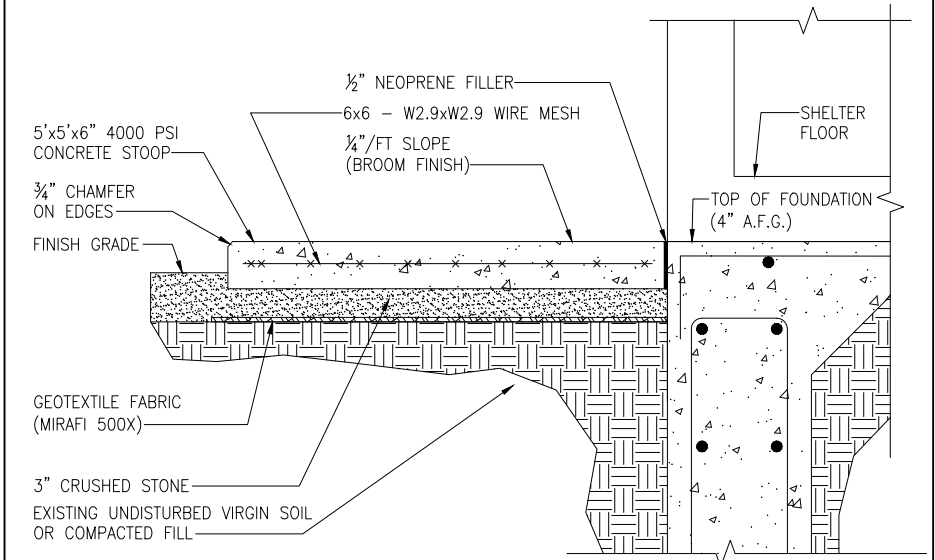 ½" NEOPRENE FILLER
6x6 – W2.9xW2.9 WIRE MESH
¼"/FT SLOPE
(BROOM FINISH)
5'x5'x6" 4000 PSI
CONCRETE STOOP
¾" CHAMFER
ON EDGES
FINISH GRADE
SHELTER
FLOOR
TOP OF FOUNDATION
(4" A.F.G.)
GEOTEXTILE FABRIC
(MIRAFI 500X)
3" CRUSHED STONE
EXISTING UNDISTURBED VIRGIN SOIL
OR COMPACTED FILL